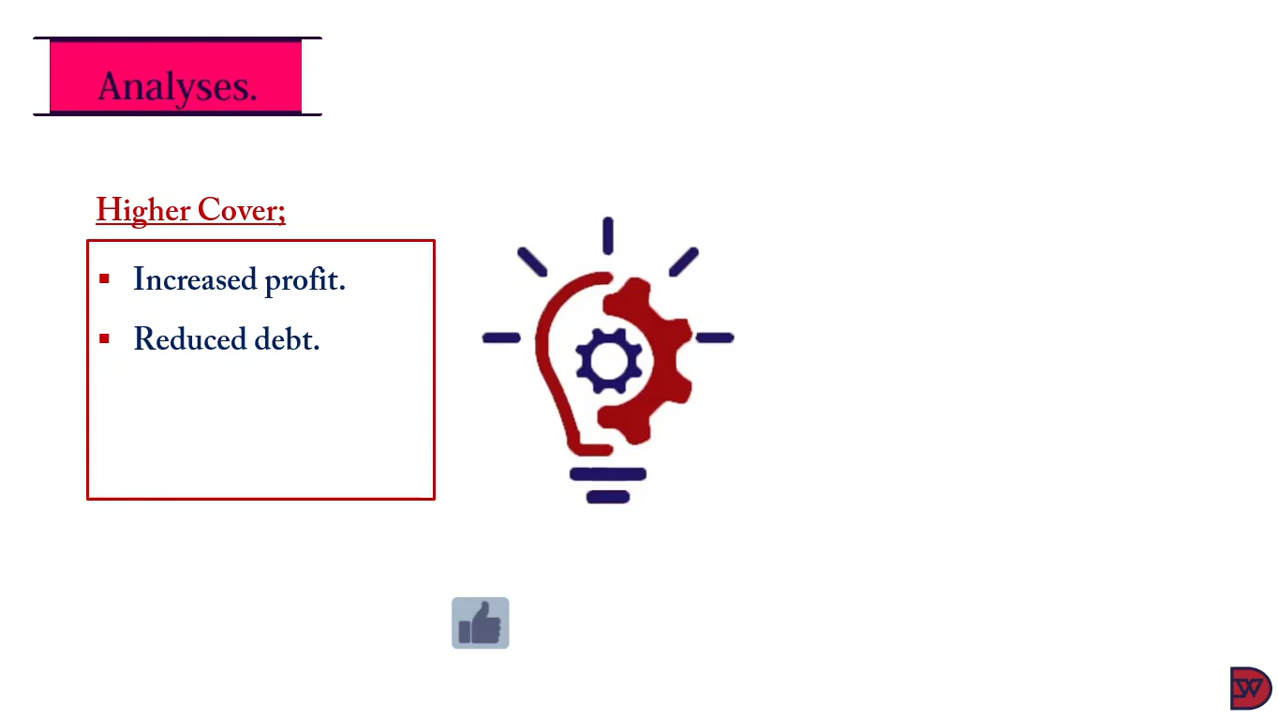 Analyses.
Higher Cover;
▪ Increased profit.
▪ Reduced debt.